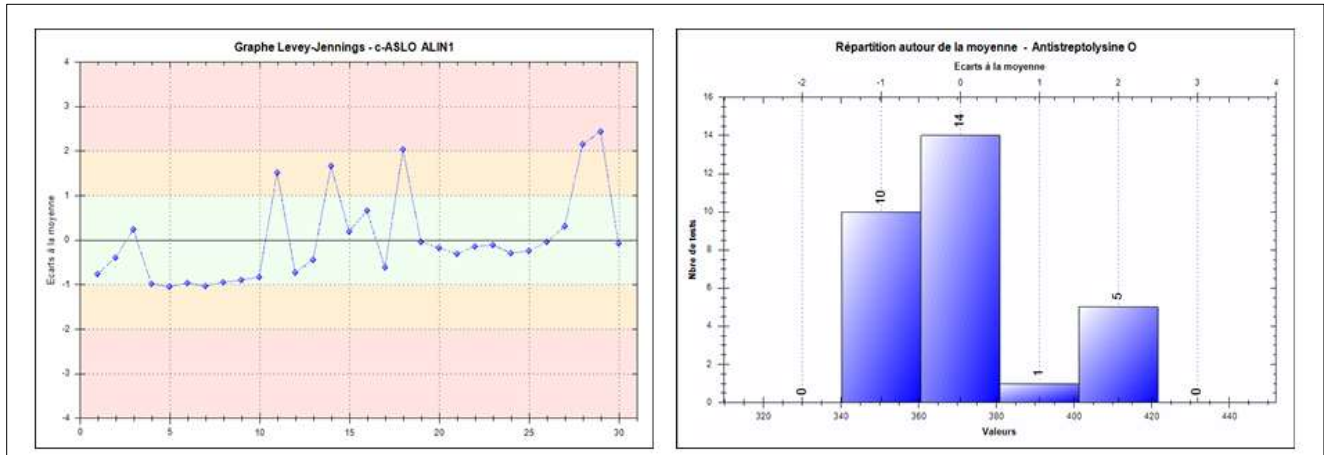 Graphe Levey-Jennings - c-ASLO ALIN1
4
3
2
1
0
-1
-2
-3
-4
Ecarts à la moyenne
0 5 10 15 20 25 30
Répartition autour de la moyenne - Antistreptolysine O
Ecarts à la moyenne
-2 -1 0 1 2 3 4
16
14
12
10
8
6
4
2
0
Nbre de tests
0
10
14
1
5
0
320 340 360 380 400 420 440
Valeurs